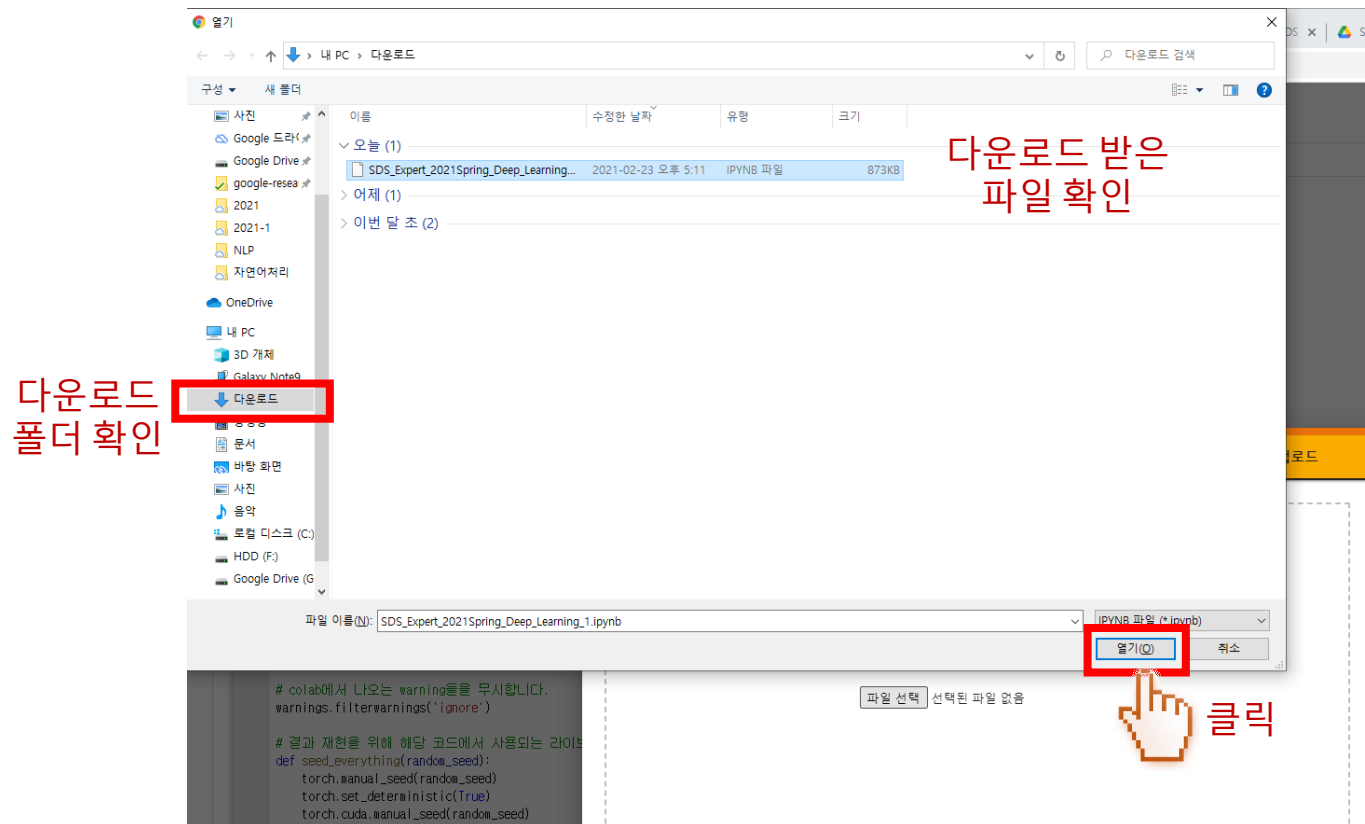 열기
DS
S
내 PC
다운로드
다운로드 검색
구성
새 폴더
이름
수정한 날짜
유형
크기
오늘 (1)
SDS_Expert_2021Spring_Deep_Learning...
2021-02-23 오후 5:11
IPYNB 파일
873KB
어제 (1)
이번 달 초 (2)
다운로드 받은
파일 확인
사진
Google 드라이
Google Drive
google-resea
2021
2021-1
NLP
자연어처리
OneDrive
내 PC
3D 개체
Galaxy Note9
다운로드
문서
바탕 화면
사진
음악
로컬 디스크 (C:)
HDD (F:)
Google Drive (G
다운로드
폴더 확인
로드
파일 이름(N):
SDS_Expert_2021Spring_Deep_Learning_1.ipynb
IPYNB 파일 (*.ipynb)
열기(O)
취소
클릭
파일 선택
선택된 파일 없음
# colab에서 나오는 warning들을 무시합니다.
warnings.filterwarnings('ignore')
# 결과 재현을 위해 해당 코드에서 사용되는 라이브
def seed_everything(random_seed):
torch.manual_seed(random_seed)
torch.set_deterministic(True)
torch.cuda.manual_seed(random_seed)